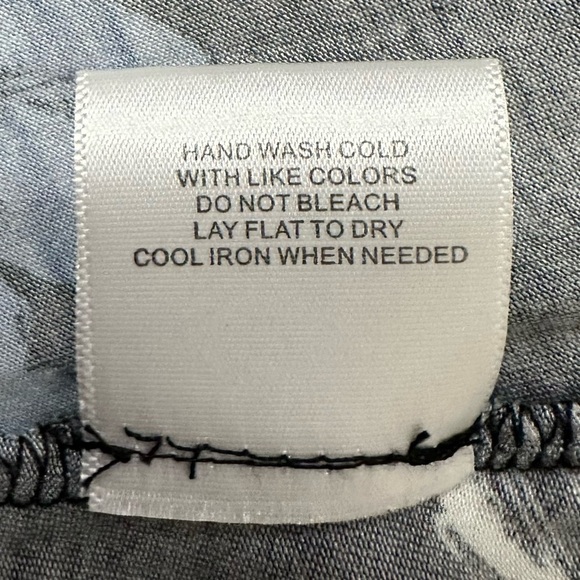 HAND WASH COLD
WITH LIKE COLORS
DO NOT BLEACH
LAY FLAT TO DRY
COOL IRON WHEN NEEDED